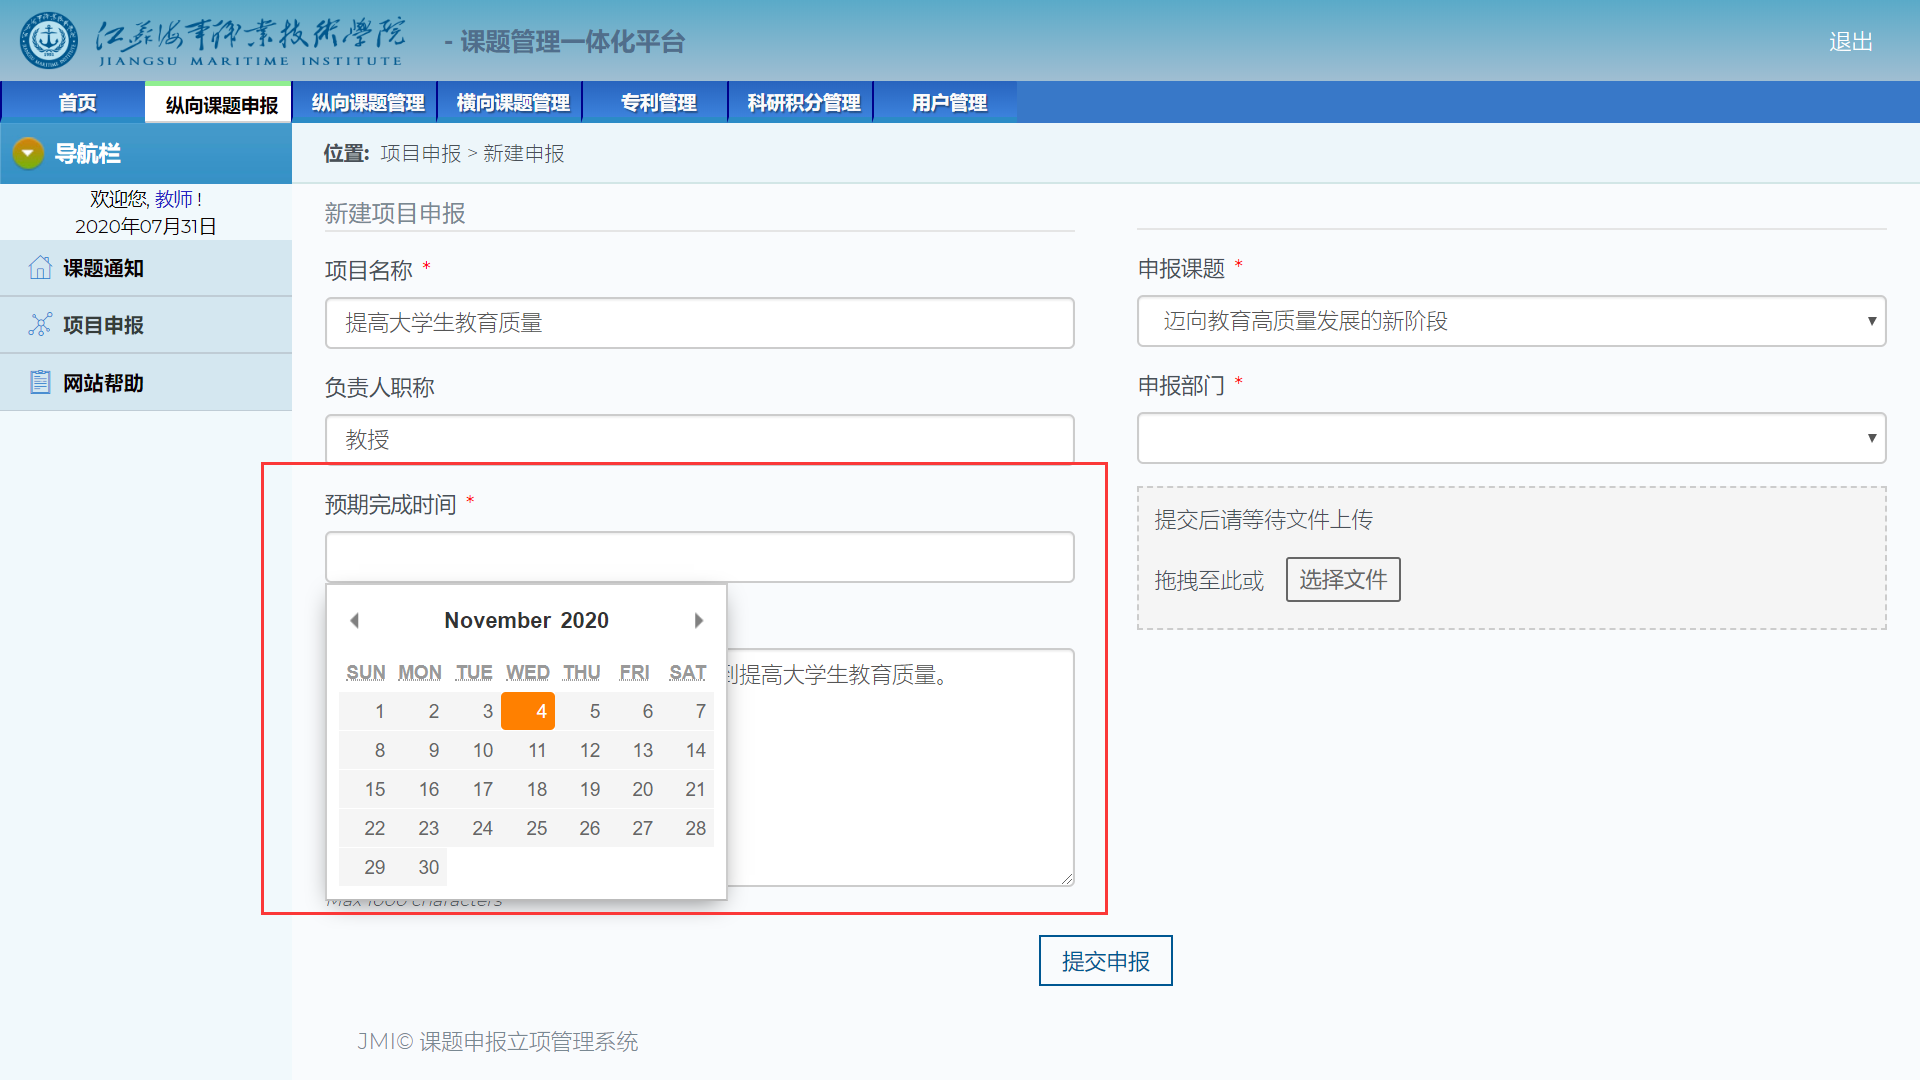 江苏海事职业技术學院
JIANGSU MARITIME INSTITUTE
- 课题管理一体化平台
退出
首页
纵向课题申报
纵向课题管理
横向课题管理
专利管理
科研积分管理
用户管理
导航栏
欢迎您, 教师 !
2020年07月31日
课题通知
项目申报
网站帮助
位置: 项目申报 > 新建申报
新建项目申报
项目名称 *
提高大学生教育质量
负责人职称
教授
预期完成时间 *
November 2020
SUN MON TUE WED THU FRI SAT
1 2 3 4 5 6 7
8 9 10 11 12 13 14
15 16 17 18 19 20 21
22 23 24 25 26 27 28
29 30
到提高大学生教育质量。
Max 1000 characters
申报课题 *
迈向教育高质量发展的新阶段
申报部门 *
提交后请等待文件上传
拖拽至此或 选择文件
提交申报
JMI© 课题申报立项管理系统